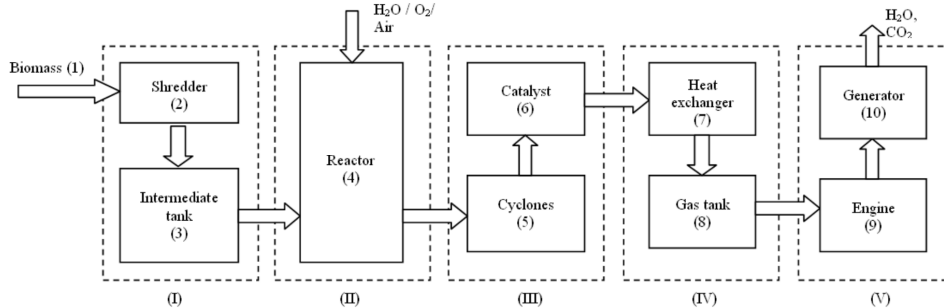 H2O / O2/
Air
H2O,
CO2
Biomass (1)
Shredder
(2)
Intermediate
tank
(3)
Reactor
(4)
Catalyst
(6)
Cyclones
(5)
Heat
exchanger
(7)
Gas tank
(8)
Generator
(10)
Engine
(9)
(I)
(II)
(III)
(IV)
(V)